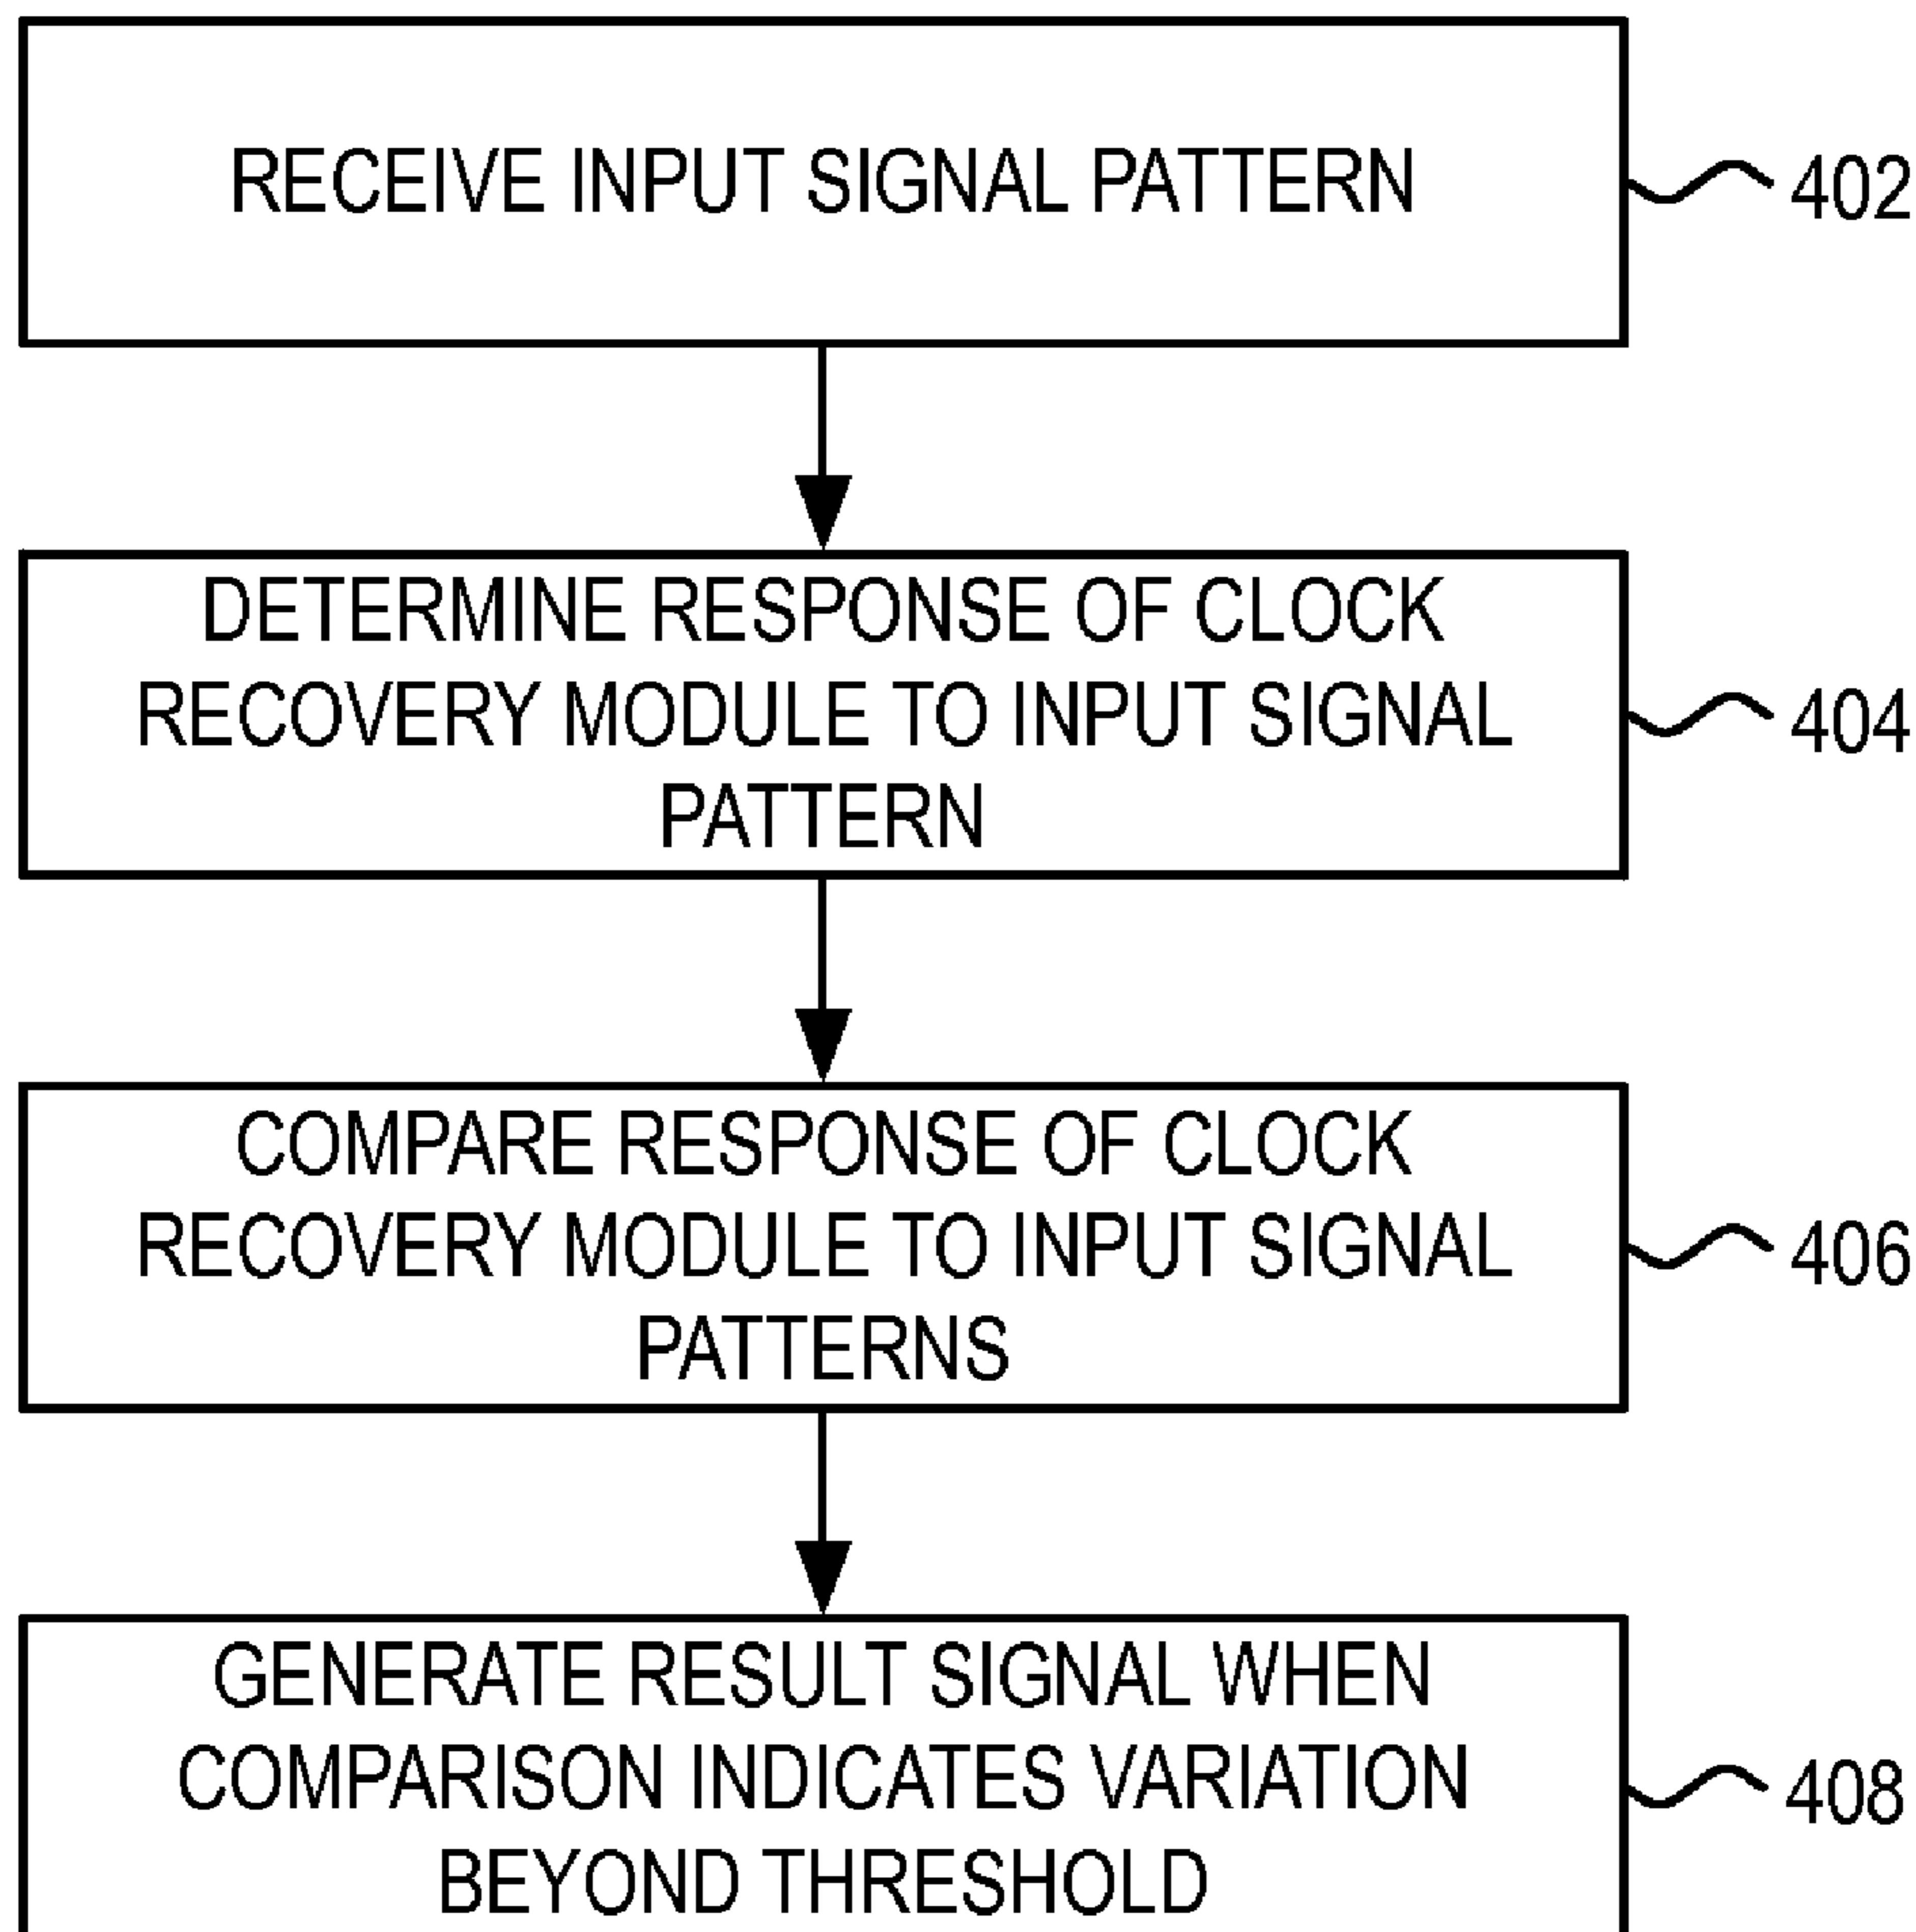 RECEIVE INPUT SIGNAL PATTERN
402
DETERMINE RESPONSE OF CLOCK
RECOVERY MODULE TO INPUT SIGNAL
PATTERN
404
COMPARE RESPONSE OF CLOCK
RECOVERY MODULE TO INPUT SIGNAL
PATTERNS
406
GENERATE RESULT SIGNAL WHEN
COMPARISON INDICATES VARIATION
BEYOND THRESHOLD
408